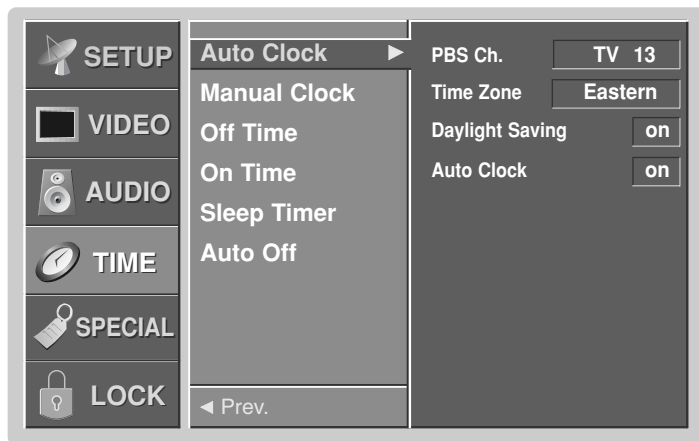 SETUP
VIDEO
AUDIO
TIME
SPECIAL
LOCK
Auto Clock ►
Manual Clock
Off Time
On Time
Sleep Timer
Auto Off
◄ Prev.
PBS Ch. TV 13
Time Zone Eastern
Daylight Saving on
Auto Clock on